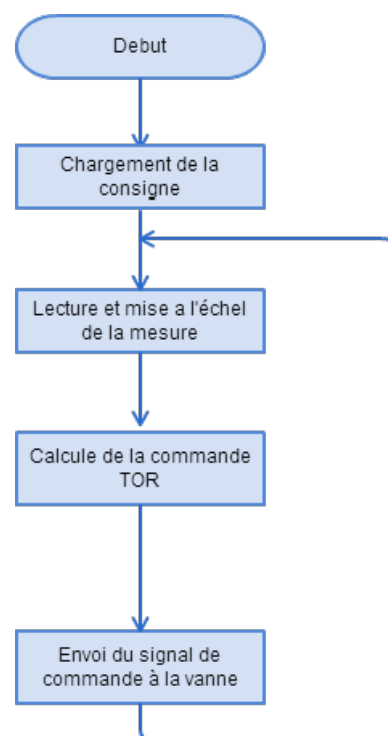 Debut
Chargement de la
consigne
Lecture et mise a l'échel
de la mesure
Calcule de la commande
TOR
Envoi du signal de
commande à la vanne